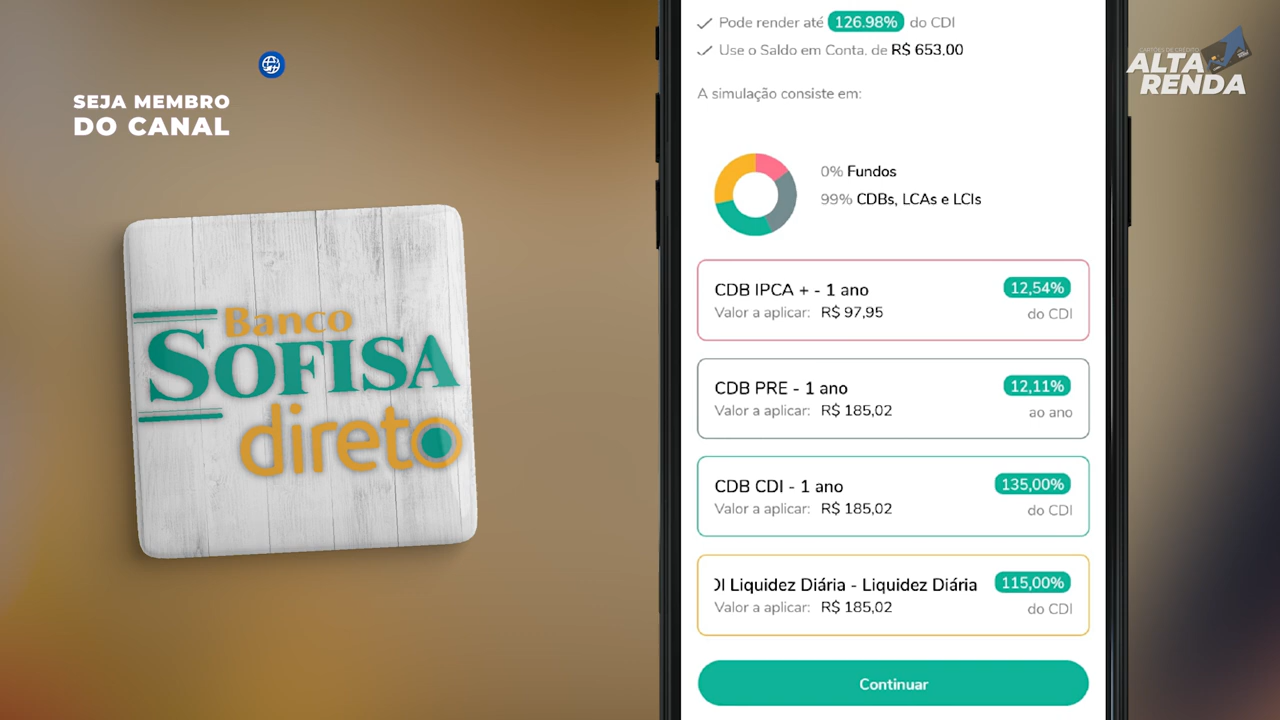 SEJA MEMBRO
DO CANAL
Banco
SOFISA
direto
Pode render até 126.98% do CDI
Use o Saldo em Conta. de R$ 653.00
A simulação consiste em:
0% Fundos
99% CDBs, LCAs e LCIs
CDB IPCA + - 1 ano 12,54%
Valor a aplicar: R$ 97,95 do CDI
CDB PRE - 1 ano 12,11%
Valor a aplicar: R$ 185,02 ao ano
CDB CDI - 1 ano 135,00%
Valor a aplicar: R$ 185,02 do CDI
DI Liquidez Diária - Liquidez Diária 115,00%
Valor a aplicar: R$ 185,02 do CDI
Continuar
CARTÕES DE CRÉDITO
ALTA
RENDA